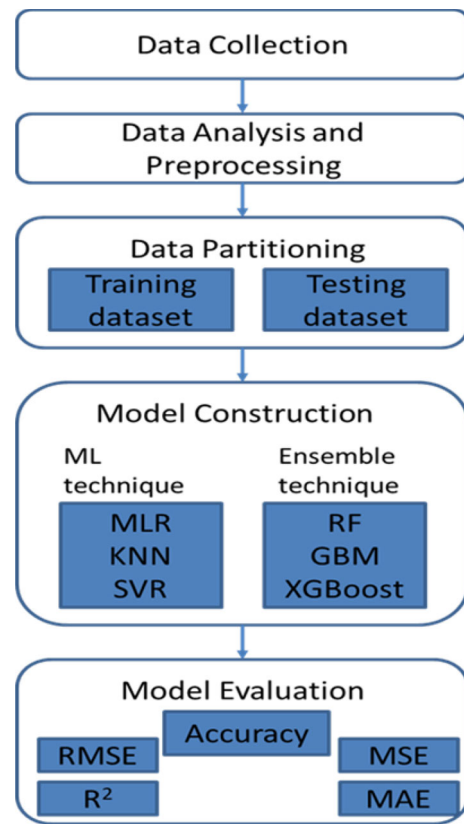 Data Collection
Data Analysis and
Preprocessing
Data Partitioning
Training
dataset
Testing
dataset
Model Construction
ML
technique
MLR
KNN
SVR
Ensemble
technique
RF
GBM
XGBoost
Model Evaluation
Accuracy
RMSE
MSE
R²
MAE